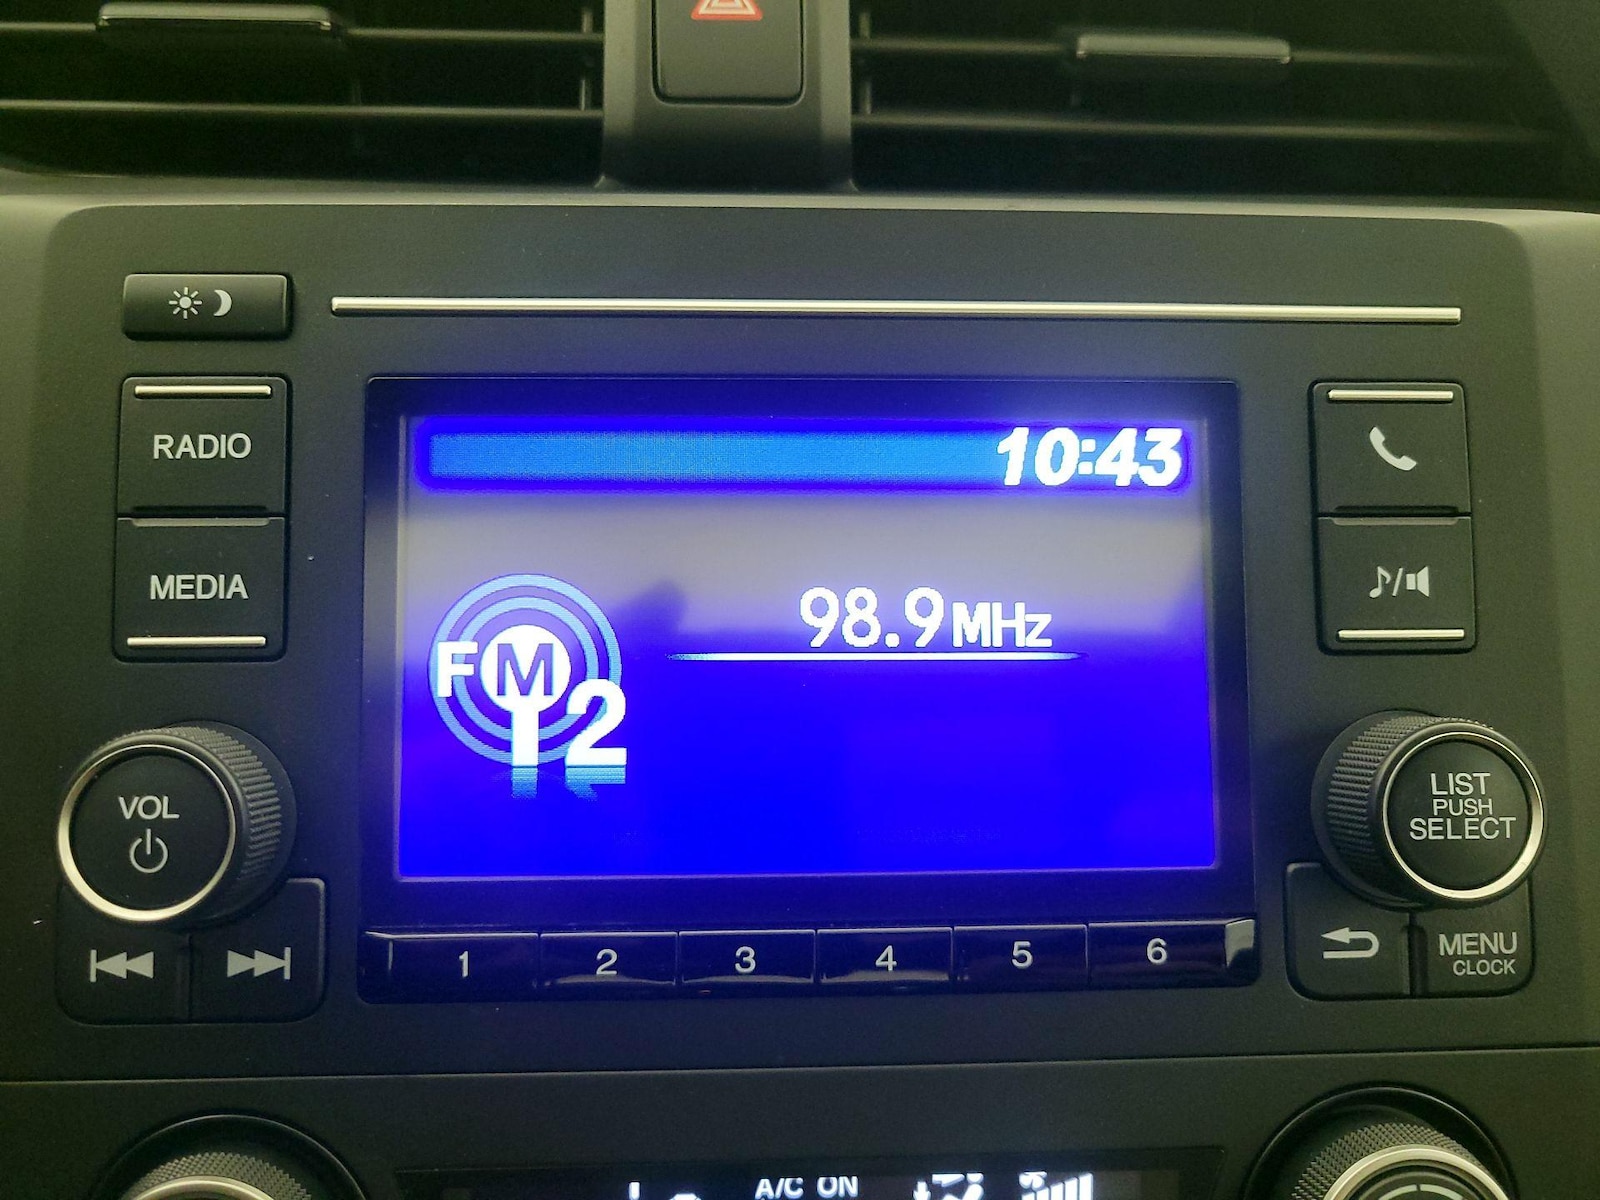 10:43
RADIO
MEDIA
98.9MHz
FM
2
VOL
LIST
PUSH
SELECT
1 2 3 4 5 6
MENU
CLOCK
A/C ON